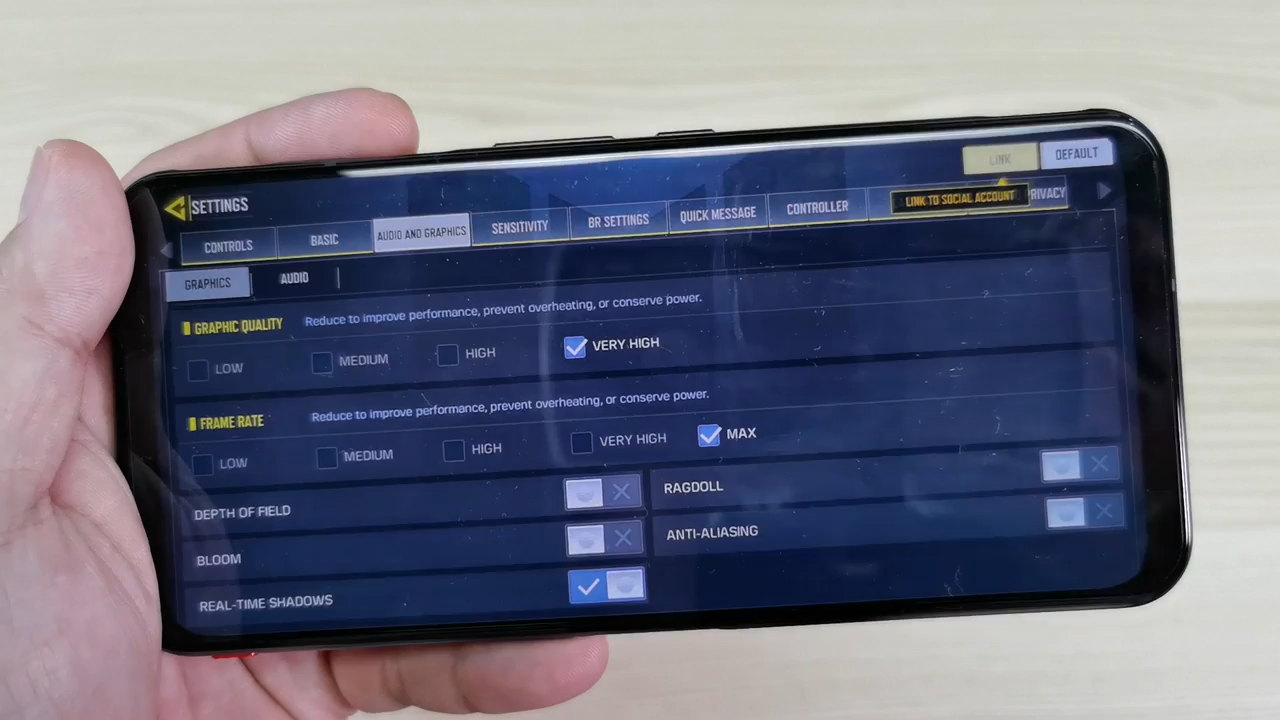 LINK
DEFAULT
SETTINGS
CONTROLS
BASIC
AUDIO AND GRAPHICS
SENSITIVITY
BR SETTINGS
QUICK MESSAGE
CONTROLLER
LINK TO SOCIAL ACCOUNT
GRAPHICS
AUDIO
GRAPHIC QUALITY Reduce to improve performance, prevent overheating, or conserve power.
LOW MEDIUM HIGH VERY HIGH
FRAME RATE Reduce to improve performance, prevent overheating, or conserve power.
LOW MEDIUM HIGH VERY HIGH MAX
DEPTH OF FIELD
RAGDOLL
BLOOM
ANTI-ALIASING
REAL-TIME SHADOWS